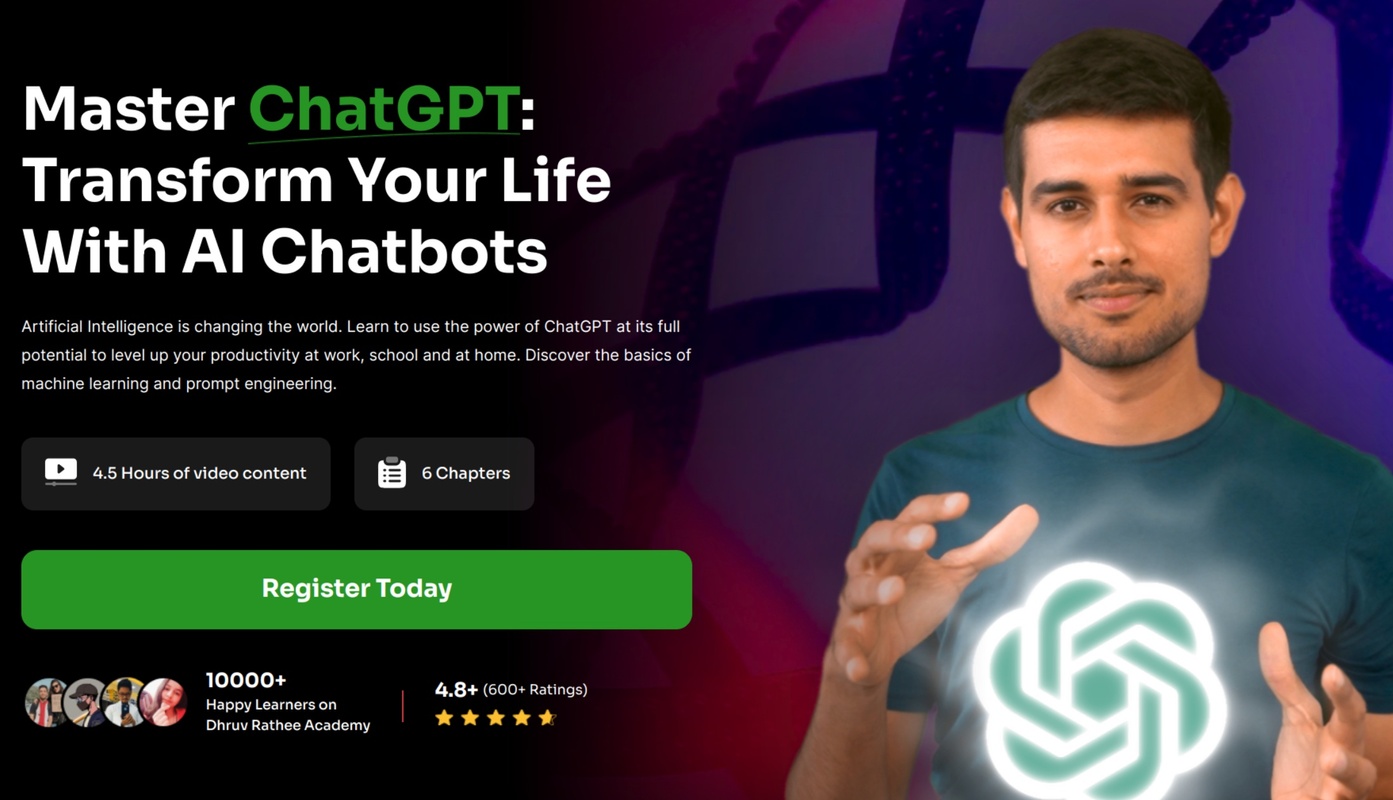 Master ChatGPT:
Transform Your Life
With AI Chatbots
Artificial Intelligence is changing the world. Learn to use the power of ChatGPT at its full
potential to level up your productivity at work, school and at home. Discover the basics of
machine learning and prompt engineering.
4.5 Hours of video content
6 Chapters
Register Today
10000+
Happy Learners on
Dhruv Rathee Academy
4.8+ (600+ Ratings)